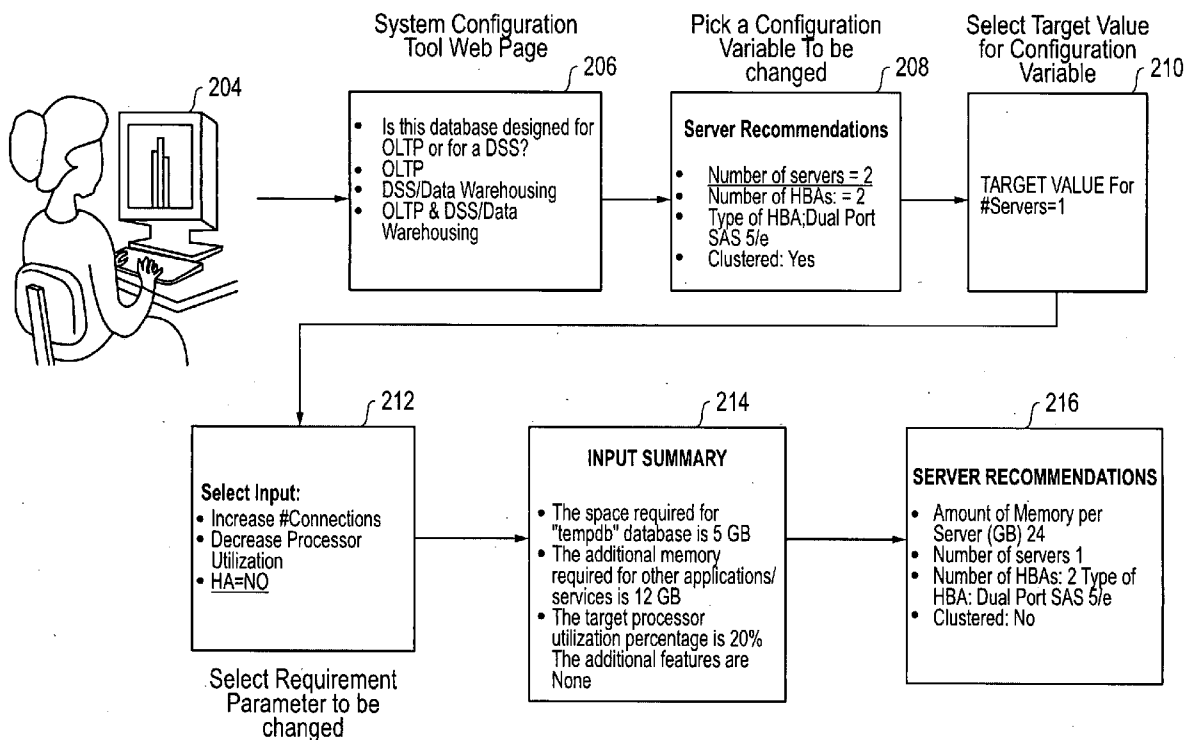 204
System Configuration
Tool Web Page
206
• Is this database designed for
OLTP or for a DSS?
• OLTP
• DSS/Data Warehousing
• OLTP & DSS/Data
Warehousing
Pick a Configuration
Variable To be
changed
208
Server Recommendations
• Number of servers = 2
• Number of HBAs: = 2
• Type of HBA;Dual Port
SAS 5/e
• Clustered: Yes
Select Target Value
for Configuration
Variable
210
TARGET VALUE For
#Servers=1
212
Select Input:
• Increase #Connections
• Decrease Processor
Utilization
• HA=NO
Select Requirement
Parameter to be
changed
214
INPUT SUMMARY
• The space required for
"tempdb" database is 5 GB
• The additional memory
required for other applications/
services is 12 GB
• The target processor
utilization percentage is 20%
The additional features are
None
216
SERVER RECOMMENDATIONS
• Amount of Memory per
Server (GB) 24
• Number of servers 1
• Number of HBAs: 2 Type of
HBA: Dual Port SAS 5/e
• Clustered: No